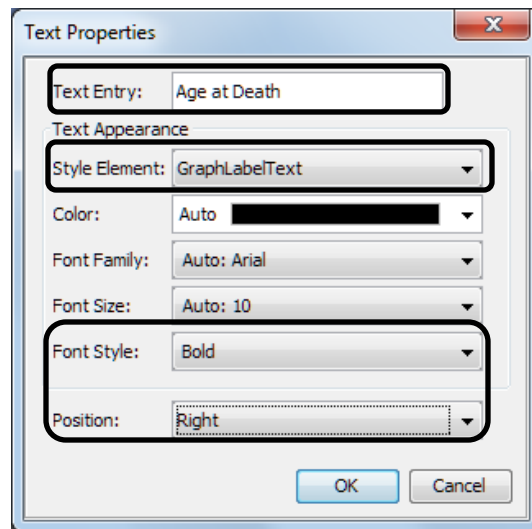 Text Properties
Text Entry: Age at Death
Text Appearance
Style Element: GraphLabelText
Color: Auto
Font Family: Auto: Arial
Font Size: Auto: 10
Font Style: Bold
Position: Right
OK Cancel